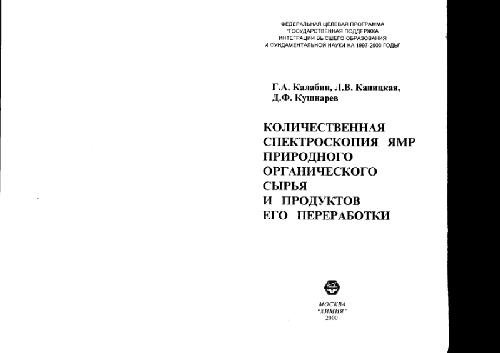 ФЕДЕРАЛЬНАЯ ЦЕЛЕВАЯ ПРОГРАММА
"ГОСУДАРСТВЕННАЯ ПОДДЕРЖКА
ИНТЕГРАЦИИ ВЫСШЕГО ОБРАЗОВАНИЯ
И ФУНДАМЕНТАЛЬНОЙ НАУКИ НА 1997-2000 ГОДЫ"
Г.А. Калабин, Л.В. Каницкая,
Д.Ф. Кушнарев
КОЛИЧЕСТВЕННАЯ
СПЕКТРОСКОПИЯ ЯМР
ПРИРОДНОГО
ОРГАНИЧЕСКОГО
СЫРЬЯ
И ПРОДУКТОВ
ЕГО ПЕРЕРАБОТКИ
МОСКВА
"ХИМИЯ"
2000